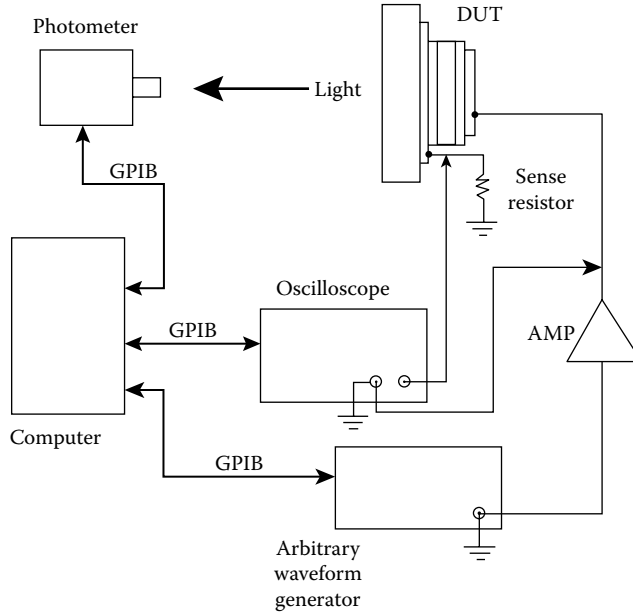 Photometer
DUT
Light
GPIB
Sense
resistor
Oscilloscope
GPIB
AMP
Computer
GPIB
Arbitrary
waveform
generator